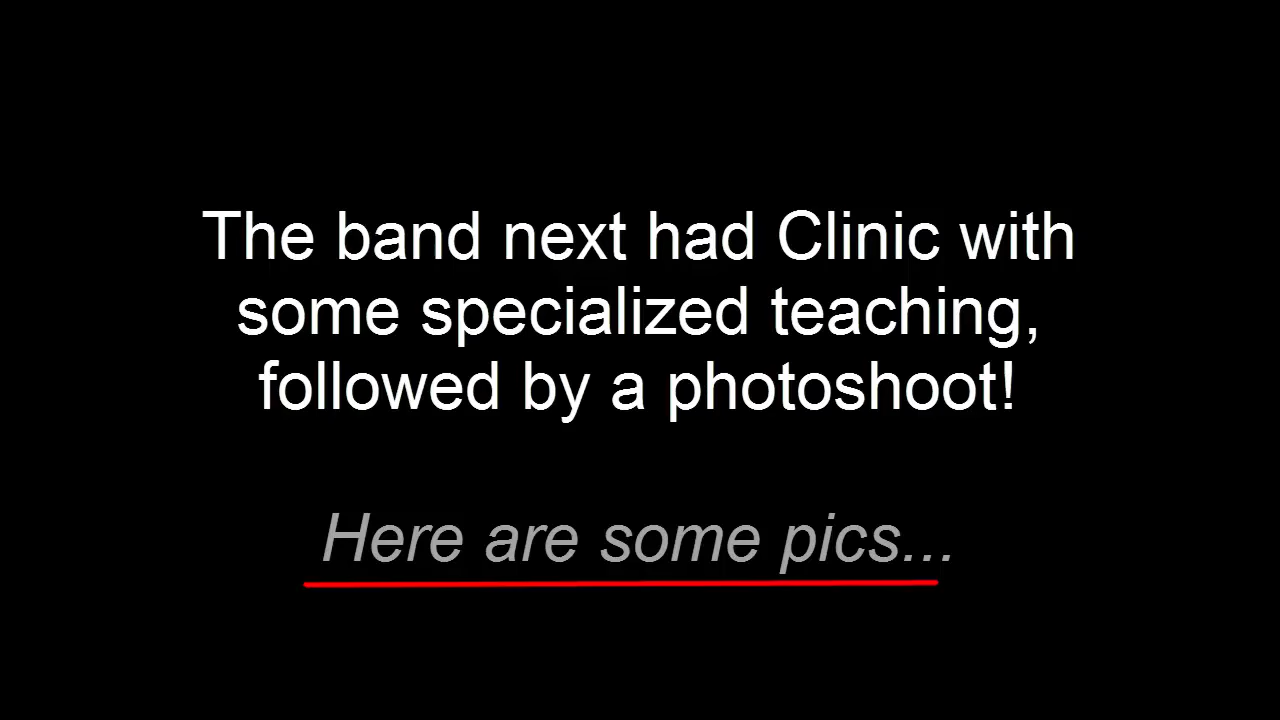 The band next had Clinic with
some specialized teaching,
followed by a photoshoot!
Here are some pics...